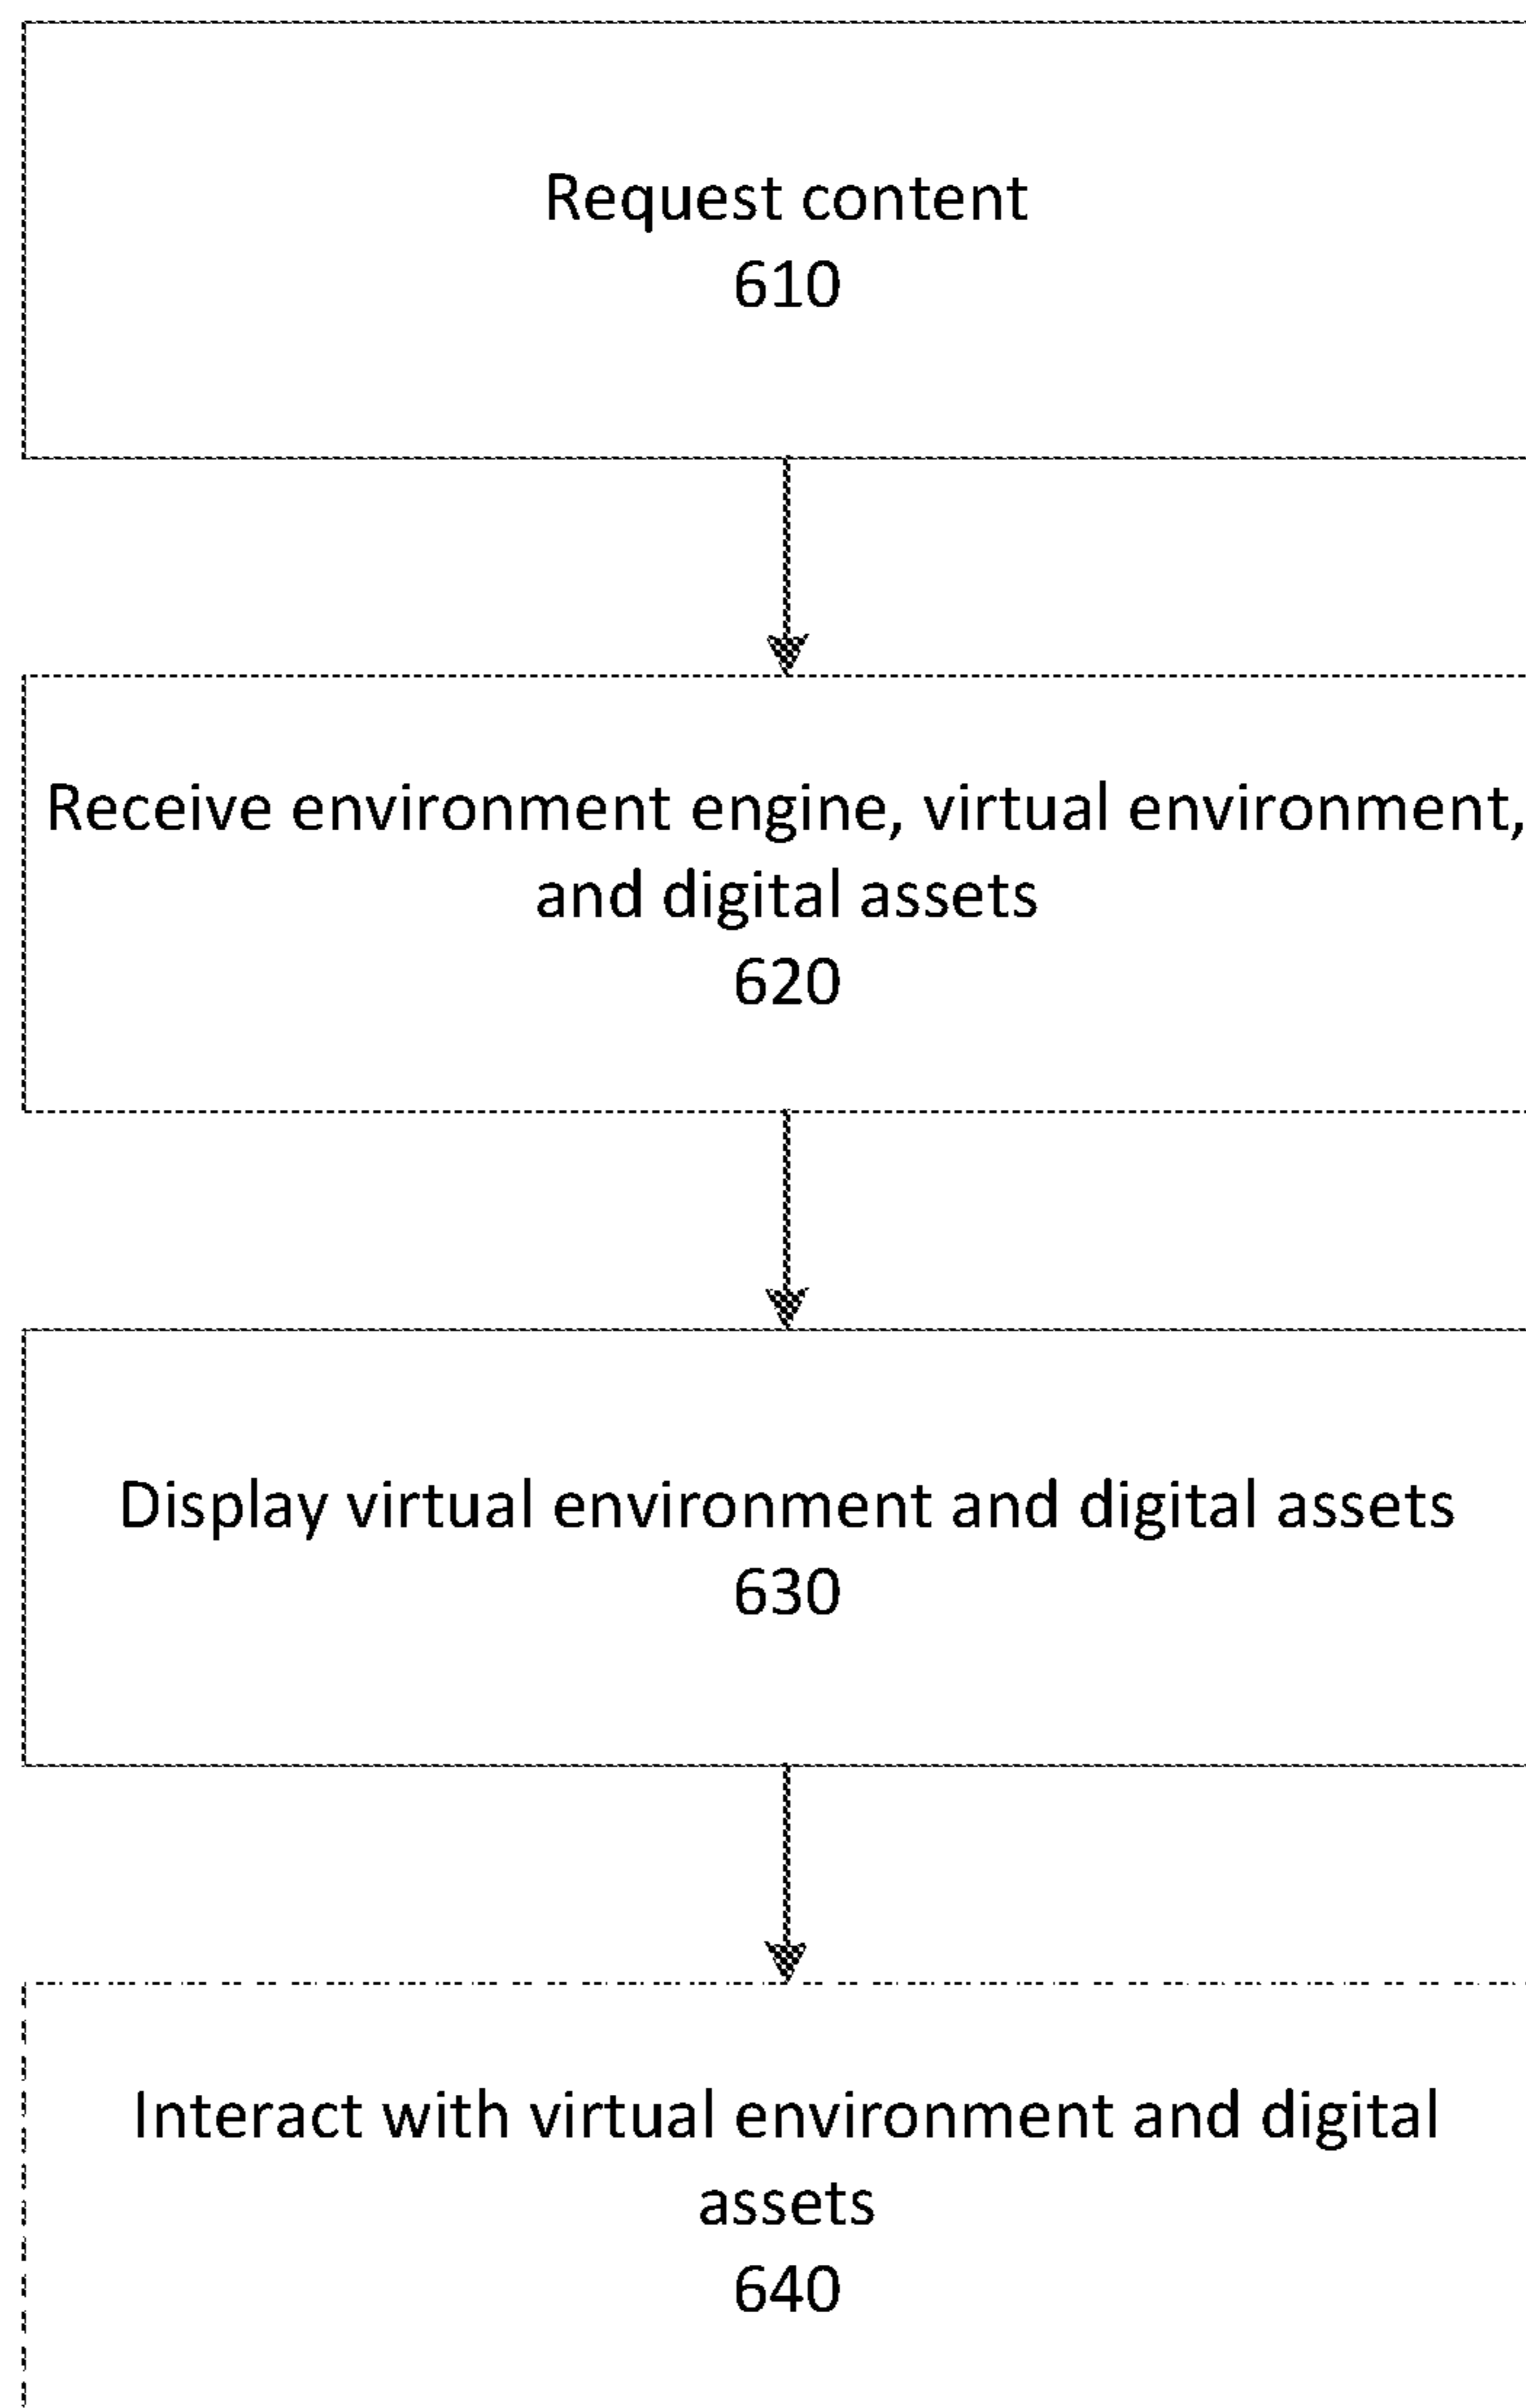 Request content
610
Receive environment engine, virtual environment,
and digital assets
620
Display virtual environment and digital assets
630
Interact with virtual environment and digital
assets
640